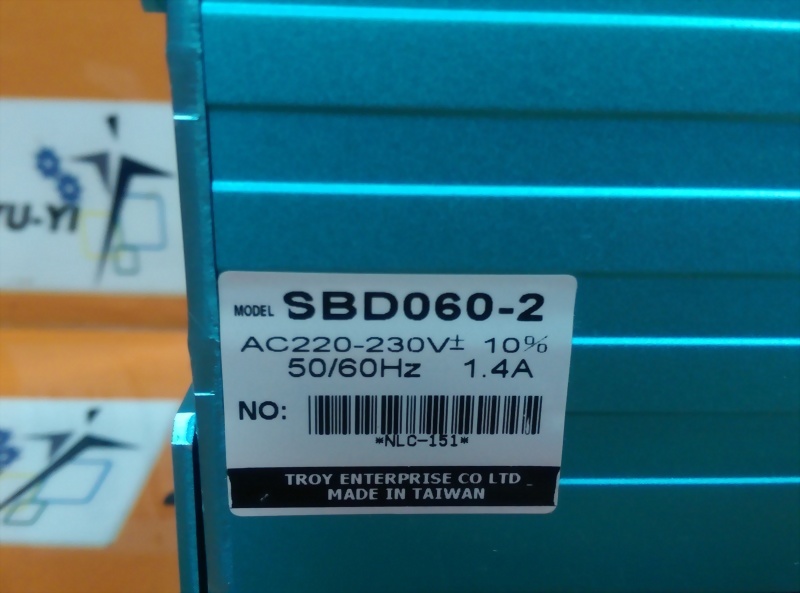 YU-YI
MODEL SBD060-2
AC220-230V± 10%
50/60Hz 1.4A
NO:
*NLC-151*
TROY ENTERPRISE CO LTD
MADE IN TAIWAN